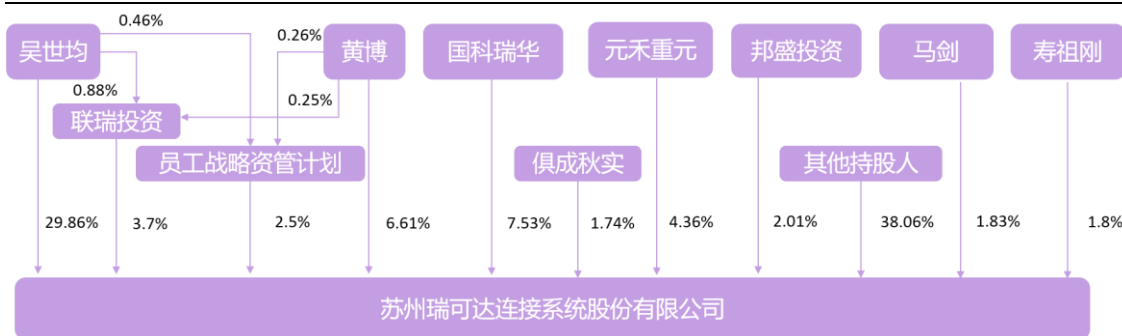 0.46%
吴世均
0.26%
黄博
国科瑞华
元禾重元
邦盛投资
马剑
寿祖刚
0.88%
0.25%
联瑞投资
员工战略资管计划
俱成秋实
其他持股人
29.86%
3.7%
2.5%
6.61%
7.53%
1.74%
4.36%
2.01%
38.06%
1.83%
1.8%
苏州瑞可达连接系统股份有限公司